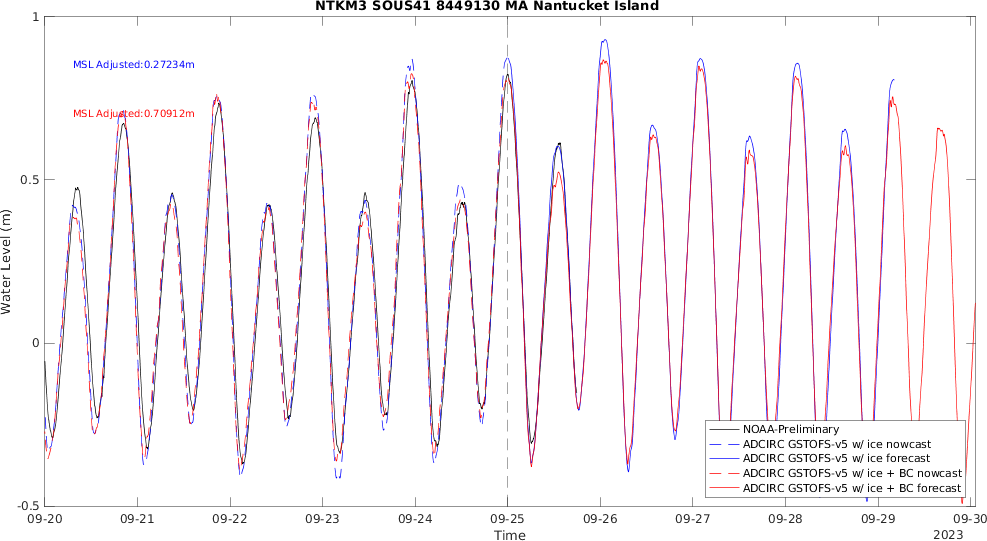 NTKM3 SOUS41 8449130 MA Nantucket Island
1
MSL Adjusted:0.27234m
MSL Adjusted:0.70912m
0.5
Water Level (m)
0
NOAA-Preliminary
ADCIRC GSTOFS-v5 w/ ice nowcast
ADCIRC GSTOFS-v5 w/ ice forecast
ADCIRC GSTOFS-v5 w/ ice + BC nowcast
ADCIRC GSTOFS-v5 w/ ice + BC forecast
-0.5
09-20 09-21 09-22 09-23 09-24 09-25 09-26 09-27 09-28 09-29 09-30
Time
2023